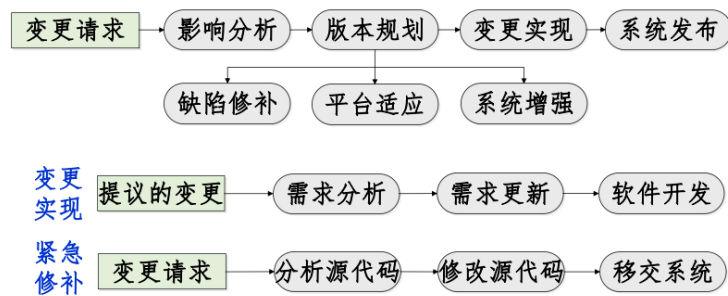 变更请求 影响分析 版本规划 变更实现 系统发布
缺陷修补 平台适应 系统增强
变更
实现
提议的变更 需求分析 需求更新 软件开发
紧急
修补
变更请求 分析源代码 修改源代码 移交系统